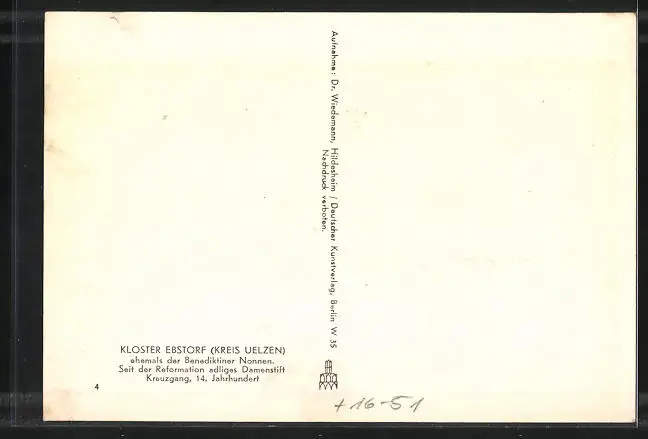 Aufnahme: Dr. Wiedemann, Hildesheim / Deutscher Kunstverlag, Berlin W 35
Nachdruck verboten.
KLOSTER EBSTORF (KREIS UELZEN)
ehemals der Benediktiner Nonnen.
Seit der Reformation adliges Damenstift
Kreuzgang, 14. Jahrhundert
4
+16-51